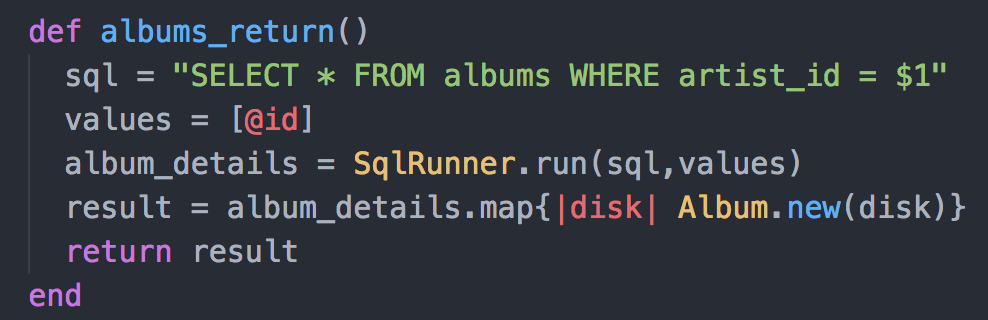 def albums_return()
  sql = "SELECT * FROM albums WHERE artist_id = $1"
  values = [@id]
  album_details = SqlRunner.run(sql,values)
  result = album_details.map{|disk| Album.new(disk)}
  return result
end